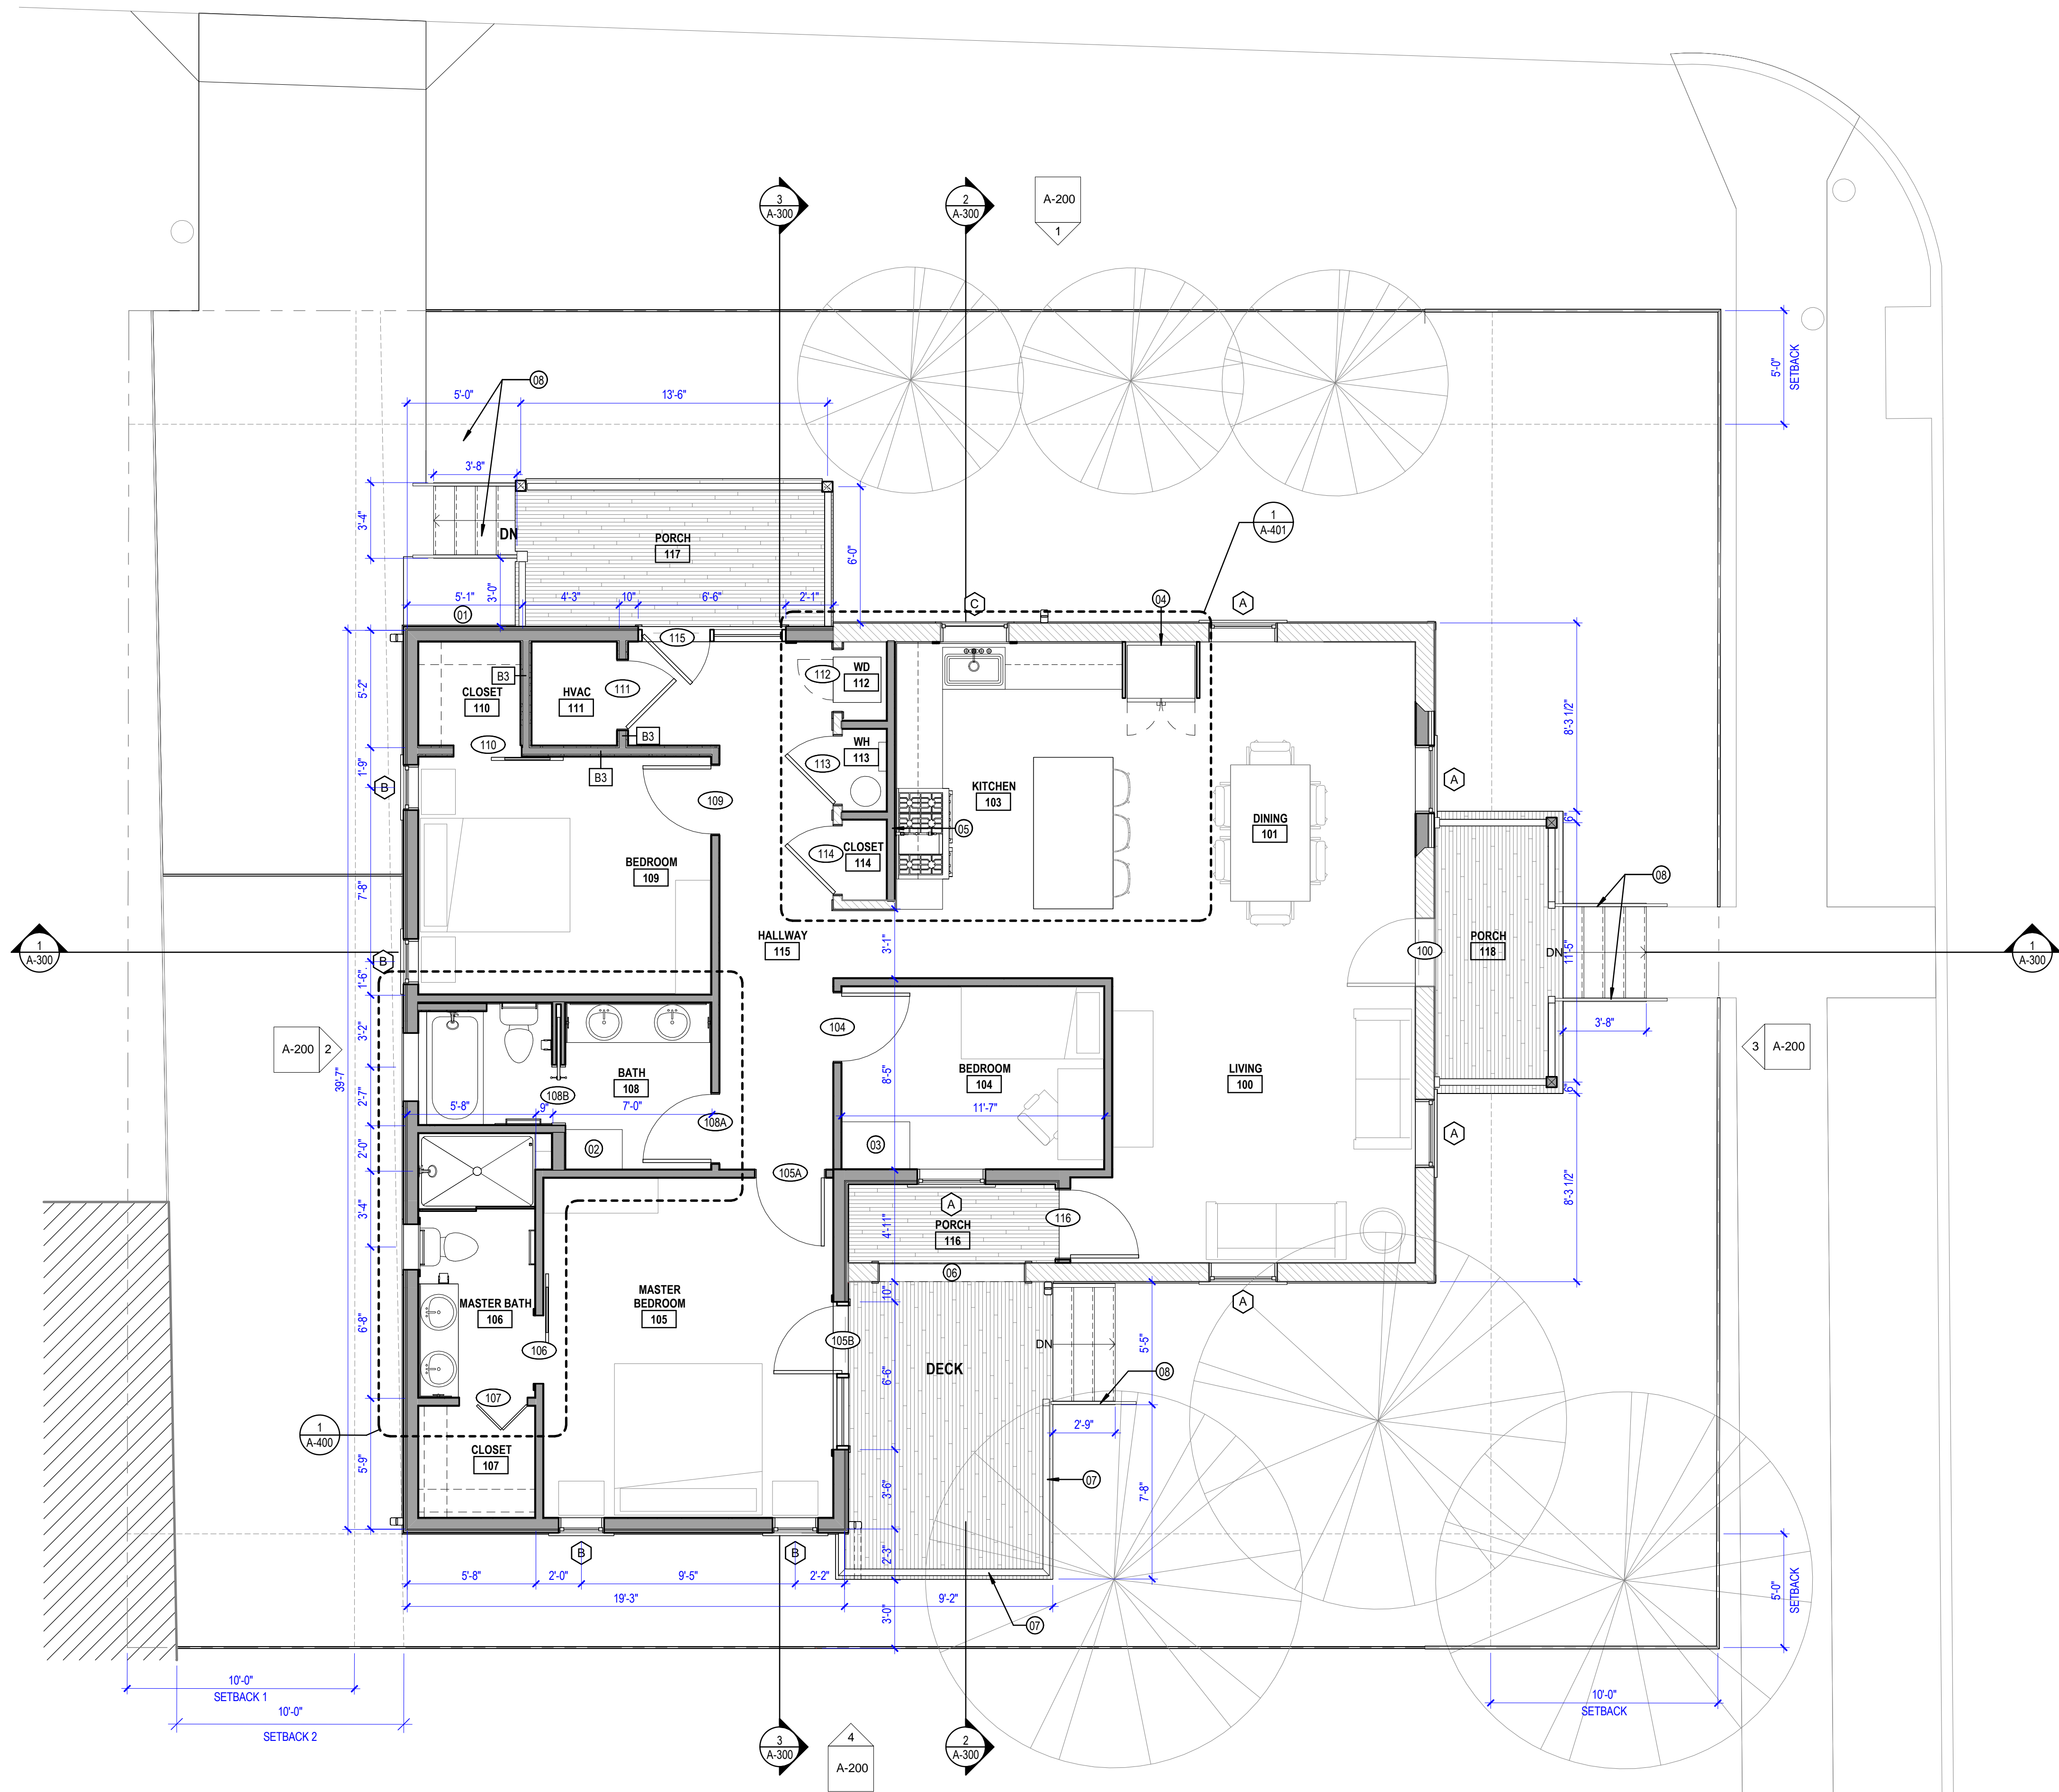 3
A-300
2
A-300
A-200
1
08
5'-0"
13'-6"
5'-0"
SETBACK
3'-8"
3'-4"
DN
PORCH
117
6'-0"
1
A-401
3'-0"
5'-1"
4'-3"
10"
6'-6"
2'-1"
01
C
04
A
115
CLOSET
110
B3
HVAC
111
111
112
WD
112
5'-2"
8'-3 1/2"
110
B3
113
WH
113
B3
1'-9"
B
109
KITCHEN
103
A
DINING
101
6"
05
114
CLOSET
114
BEDROOM
109
7'-8"
08
HALLWAY
115
3'-1"
1
A-300
B
1'-6"
100
PORCH
118
DN
11'-5"
1
A-300
3'-2"
104
3'-8"
A-200
2
39'-7"
BATH
108
8'-5"
BEDROOM
104
LIVING
100
3
A-200
2'-7"
108B
5'-8"
9"
7'-0"
108A
11'-7"
6"
02
03
A
2'-0"
105A
8'-3 1/2"
3'-4"
A
PORCH
116
116
4'-11"
06
MASTER
BEDROOM
105
MASTER BATH
106
10"
A
6'-8"
106
105B
DN
5'-5"
DECK
6'-6"
08
107
1
A-400
2'-9"
CLOSET
107
5'-9"
07
3'-6"
7'-8"
B
B
2'-3"
5'-8"
2'-0"
9'-5"
2'-2"
19'-3"
9'-2"
3'-0"
07
5'-0"
SETBACK
10'-0"
SETBACK 1
10'-0"
SETBACK 2
10'-0"
SETBACK
3
A-300
4
A-200
2
A-300